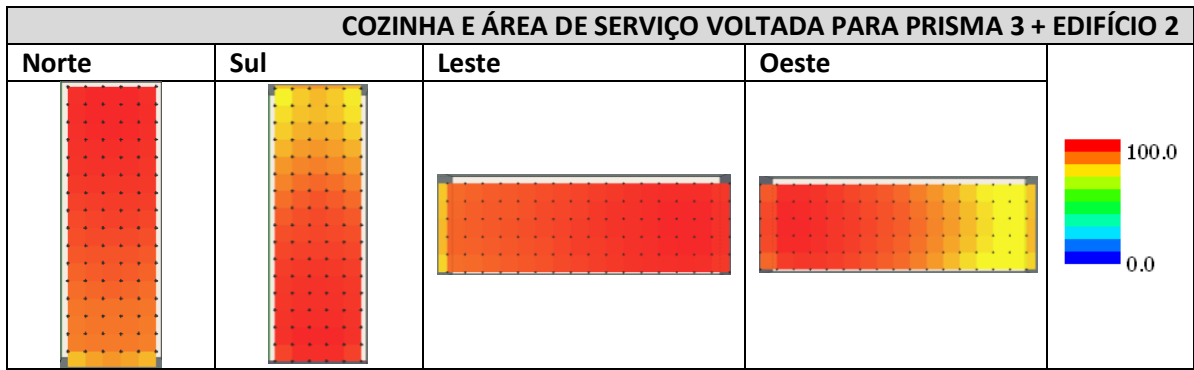 COZINHA E ÁREA DE SERVIÇO VOLTADA PARA PRISMA 3 + EDIFÍCIO 2
Norte Sul Leste Oeste
100.0
0.0